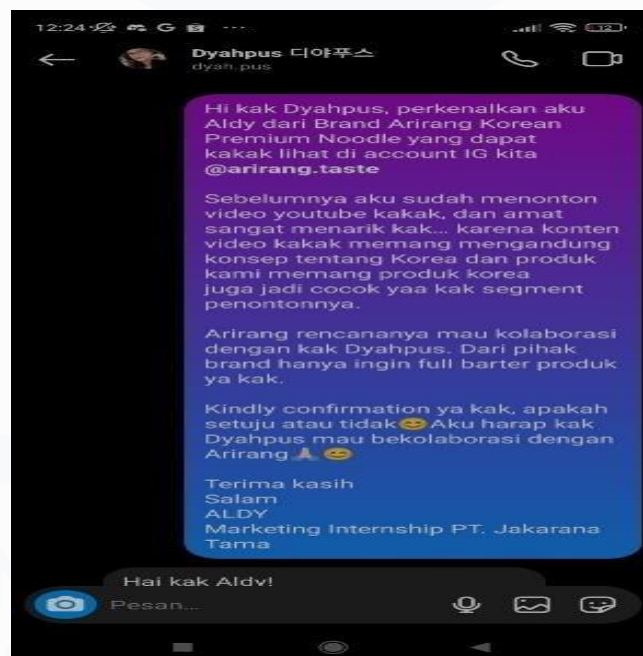 12:24
Dyahpus 디야푸스
dyah.pus
Hi kak Dyahpus, perkenalkan aku
Aldy dari Brand Arirang Korean
Premium Noodle yang dapat
kakak lihat di account IG kita
@arirang.taste
Sebelumnya aku sudah menonton
video youtube kakak, dan amat
sangat menarik kak... karena konten
video kakak memang mengandung
konsep tentang Korea dan produk
kami memang produk korea
juga jadi cocok yaa kak segment
penontonnya.
Arirang rencananya mau kolaborasi
dengan kak Dyahpus. Dari pihak
brand hanya ingin full barter produk
ya kak.
Kindly confirmation ya kak, apakah
setuju atau tidak😊Aku harap kak
Dyahpus mau bekolaborasi dengan
Arirang🙏😊
Terima kasih
Salam
ALDY
Marketing Internship PT. Jakarana
Tama
Hai kak Aldy!
Pesan...